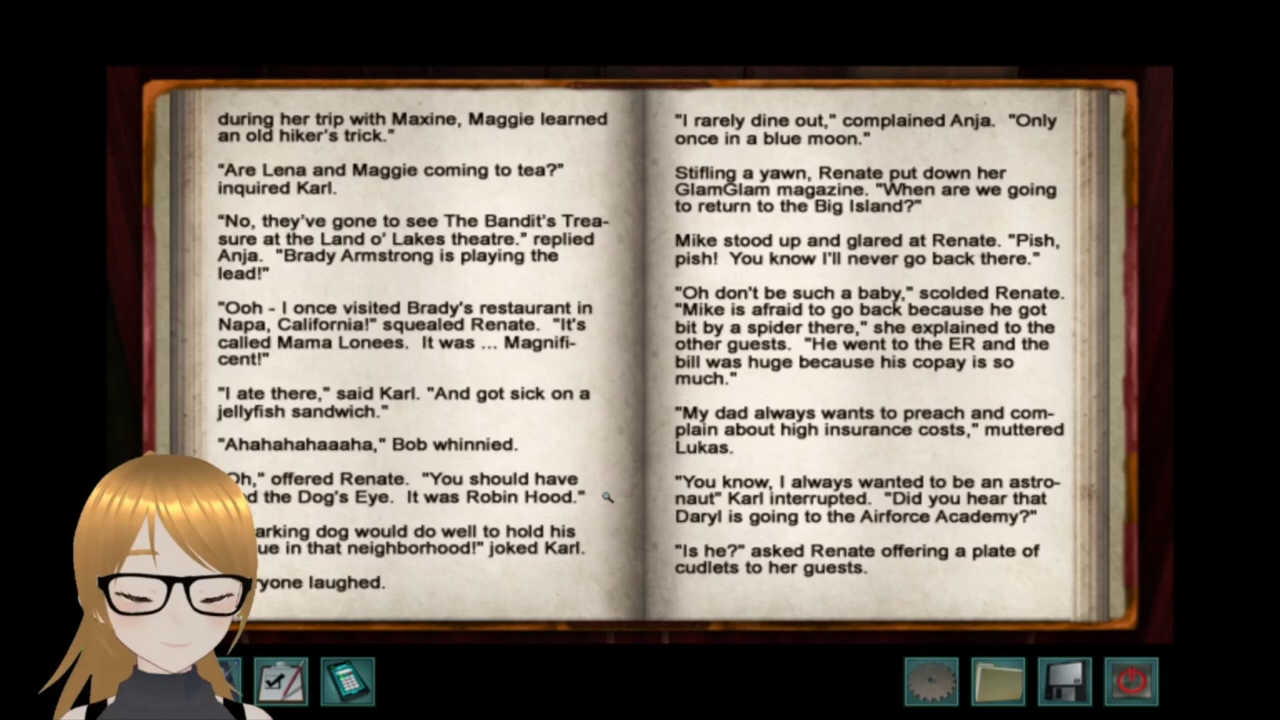 during her trip with Maxine, Maggie learned
an old hiker's trick."
"Are Lena and Maggie coming to tea?"
inquired Karl.
"No, they've gone to see The Bandit's Trea-
sure at the Land o' Lakes theatre." replied
Anja.  "Brady Armstrong is playing the
lead!"
"Ooh - I once visited Brady's restaurant in
Napa, California!" squealed Renate.  "It's
called Mama Lonees.  It was ... Magnifi-
cent!"
"I ate there," said Karl. "And got sick on a
jellyfish sandwich."
"Ahahahahaaaha," Bob whinnied.
Oh," offered Renate.  "You should have
the Dog's Eye.  It was Robin Hood."
dog would do well to hold his
in that neighborhood!" joked Karl.
laughed.
"I rarely dine out," complained Anja.  "Only
once in a blue moon."
Stifling a yawn, Renate put down her
GlamGlam magazine. "When are we going
to return to the Big Island?"
Mike stood up and glared at Renate. "Pish,
pish!  You know I'll never go back there."
"Oh don't be such a baby," scolded Renate.
"Mike is afraid to go back because he got
bit by a spider there," she explained to the
other guests.  "He went to the ER and the
bill was huge because his copay is so
much."
"My dad always wants to preach and com-
plain about high insurance costs," muttered
Lukas.
"You know, I always wanted to be an astro-
naut" Karl interrupted.  "Did you hear that
Daryl is going to the Airforce Academy?"
"Is he?" asked Renate offering a plate of
cudlets to her guests.